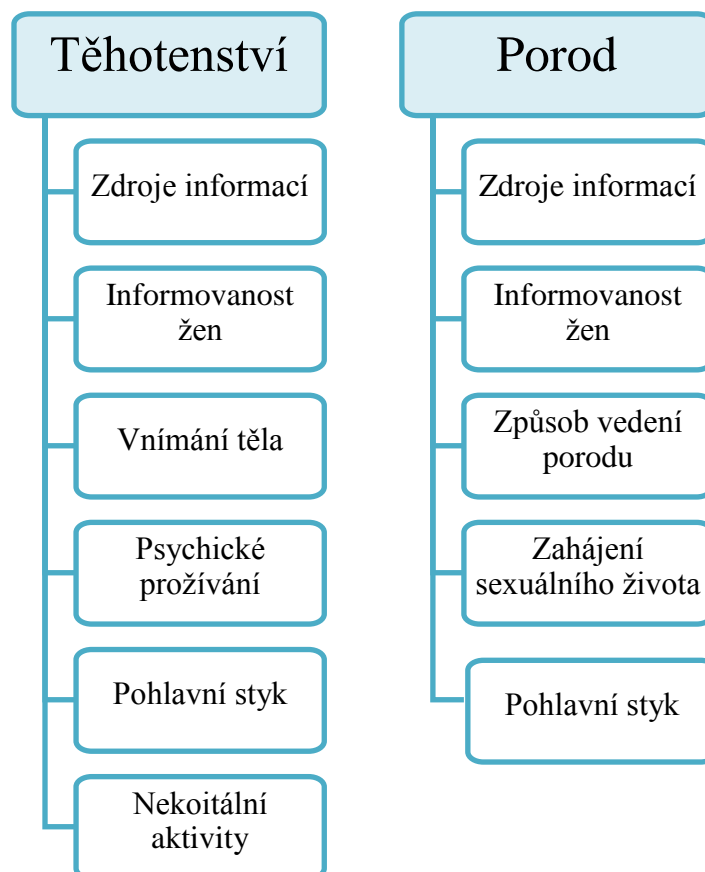 Těhotenství
Zdroje informací
Informovanost
žen
Vnímání těla
Psychické
prožívání
Pohlavní styk
Nekoitální
aktivity
Porod
Zdroje informací
Informovanost
žen
Způsob vedení
porodu
Zahájení
sexuálního života
Pohlavní styk